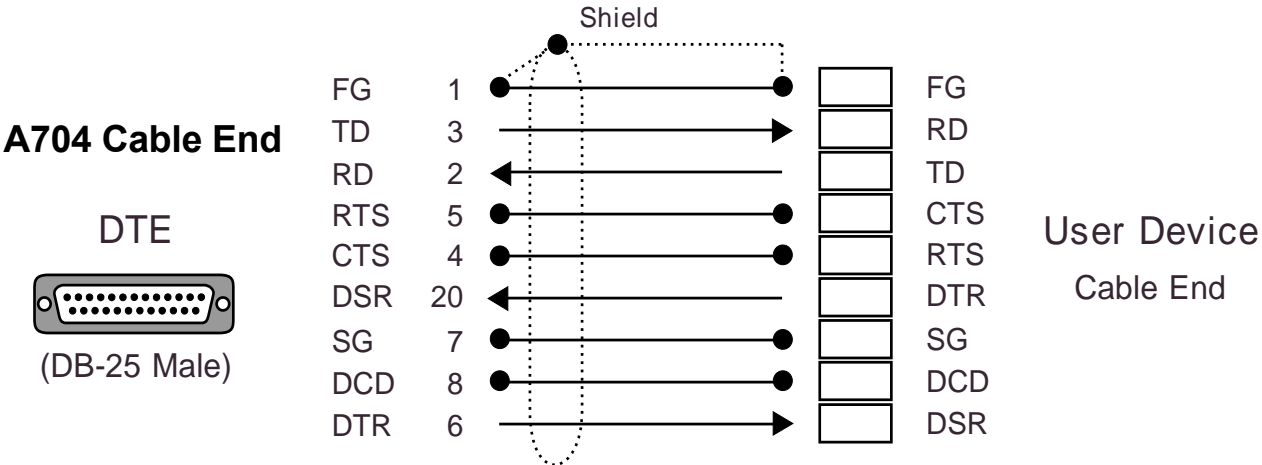 Shield
FG 1 FG
A704 Cable End
TD 3 RD
RD 2 TD
RTS 5 CTS
DTE
User Device
CTS 4 RTS
DSR 20 DTR
Cable End
SG 7 SG
(DB-25 Male)
DCD 8 DCD
DTR 6 DSR